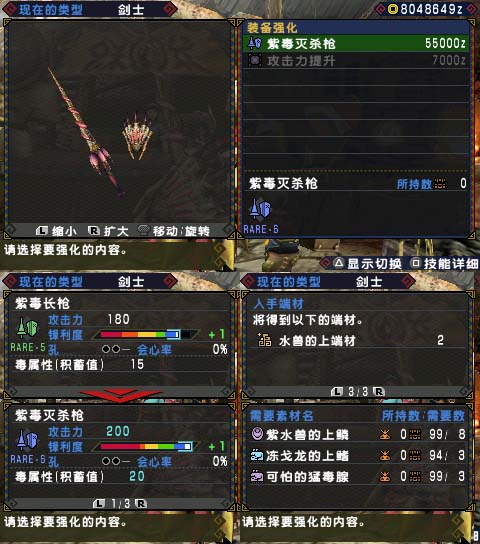 现在的类型 剑士
缩小 R 扩大 移动/旋转
请选择要强化的内容。
8048649z
装备强化
紫毒灭杀枪 55000z
攻击力提升 7000z
紫毒灭杀枪 所持数 0
RARE-6
△显示切换 □技能详细
现在的类型 剑士
紫毒长枪
攻击力 180
锋利度 +1
RARE-5 孔 ○○— 会心率 0%
毒属性(积蓄值) 15
紫毒灭杀枪
攻击力 200
锋利度 +1
RARE-6 孔 ○○— 会心率 0%
毒属性(积蓄值) 20
L 1/3 R
请选择要强化的内容。
现在的类型 剑士
入手端材
将得到以下的端材。
水兽的上端材 2
L 3/3 R
需要素材名 所持数/需要数
紫水兽的上鳞 0 99/ 8
冻戈龙的上鳍 0 94/ 3
可怕的猛毒腺 0 99/ 3
请选择要强化的内容。